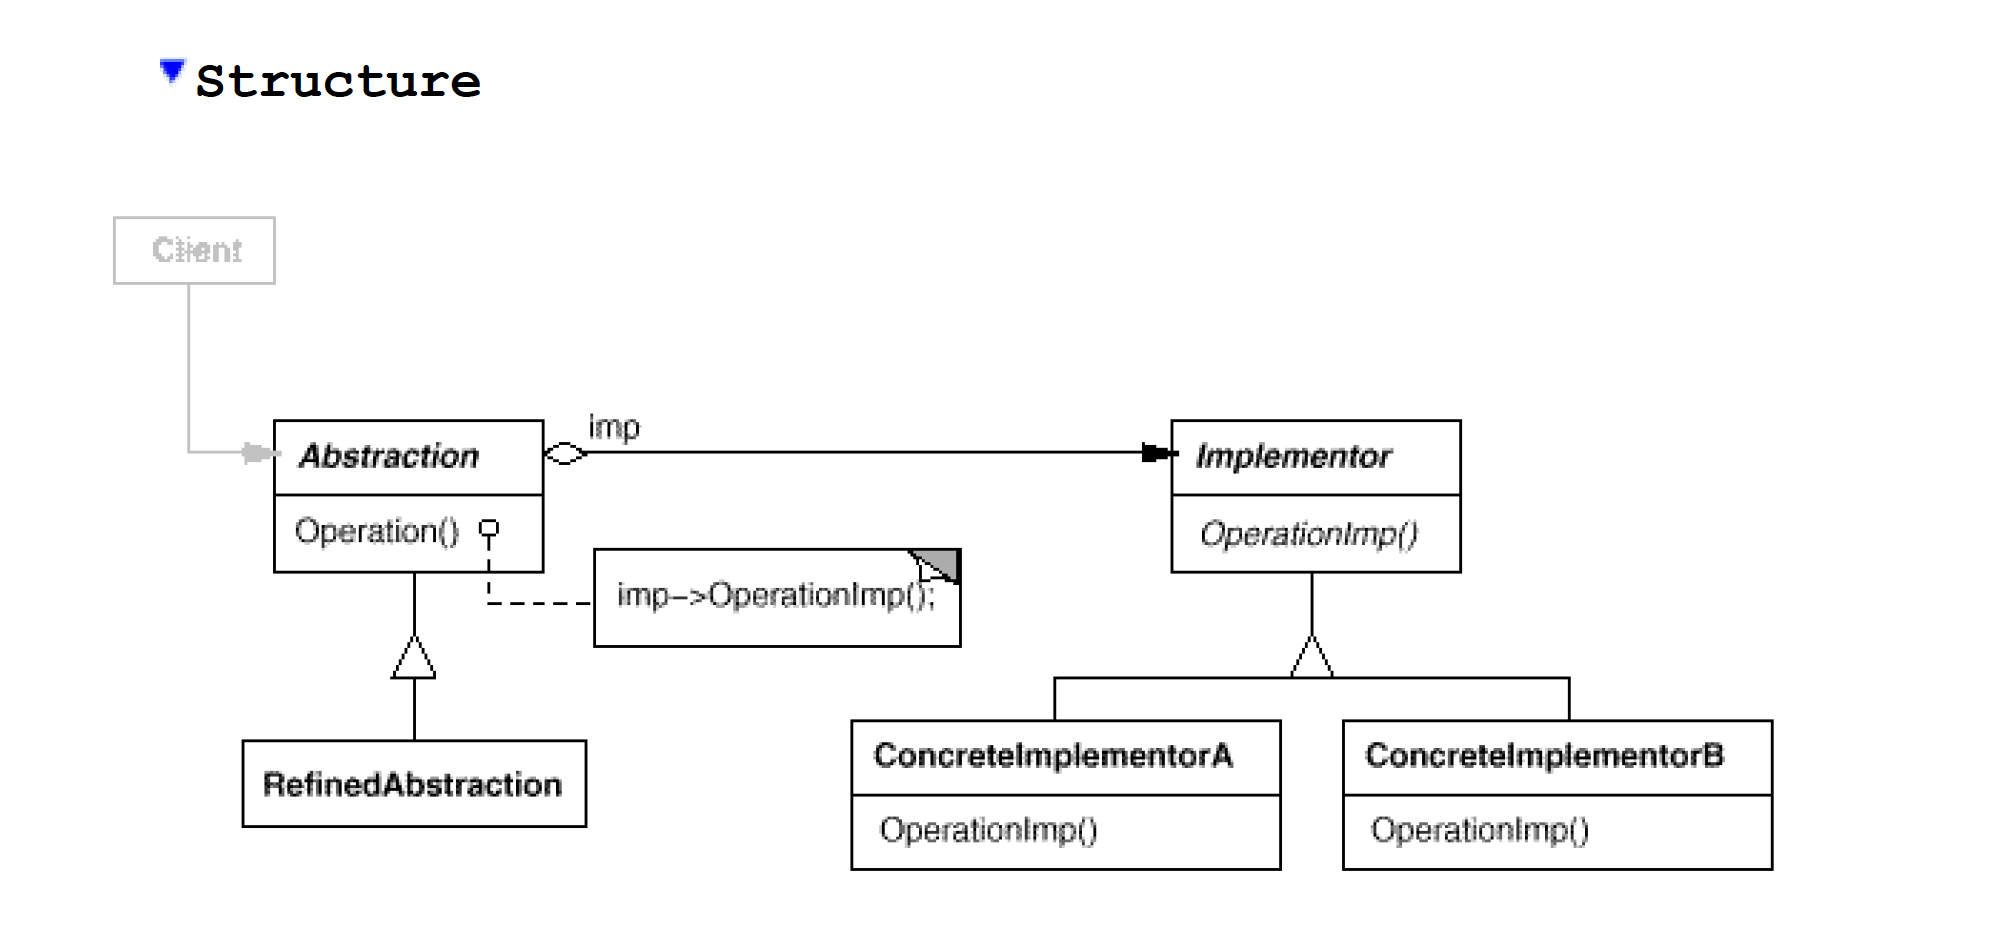 Structure
Client
imp
Abstraction
Implementor
Operation()
OperationImp()
imp->OperationImp();
RefinedAbstraction
ConcreteImplementorA
ConcreteImplementorB
OperationImp()
OperationImp()